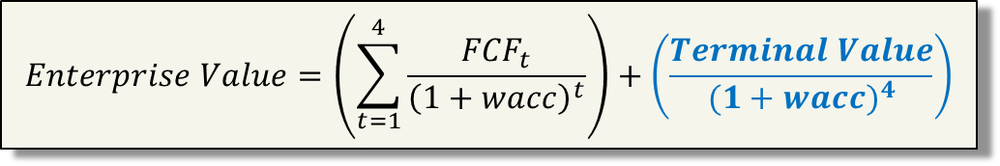 Enterprise Value = (∑_{t=1}^{4} FCF_t / (1 + wacc)^t) + (Terminal Value / (1 + wacc)^4)